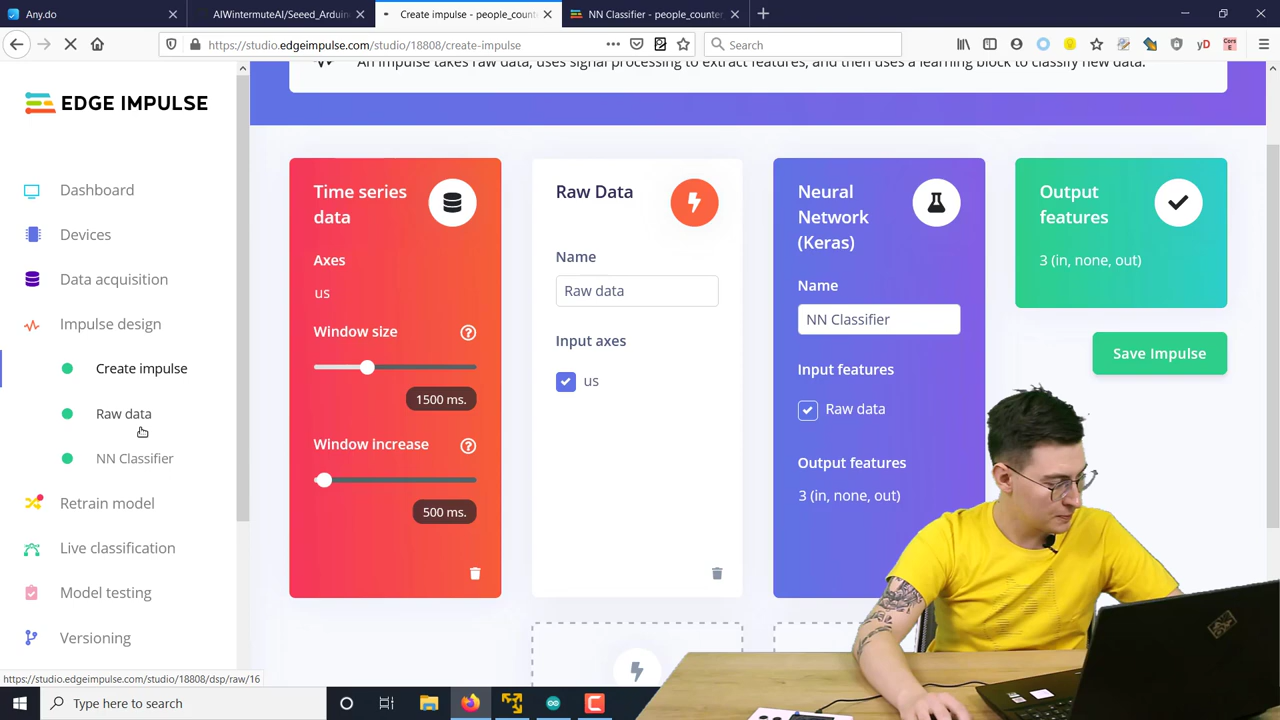 Any.do
AIWintermuteAI/Seeed_Arduin
Create impulse - people_count
NN Classifier - people_counter
https://studio.edgeimpulse.com/studio/18808/create-impulse
Search
yD
EDGE IMPULSE
An impulse takes raw data, uses signal processing to extract features, and then uses a learning block to classify new data.
Dashboard
Devices
Data acquisition
Impulse design
Create impulse
Raw data
NN Classifier
Retrain model
Live classification
Model testing
Versioning
Time series
data
Axes
us
Window size
1500 ms.
Window increase
500 ms.
Raw Data
Name
Raw data
Input axes
us
Neural
Network
(Keras)
Name
NN Classifier
Input features
Raw data
Output features
3 (in, none, out)
Output
features
3 (in, none, out)
Save Impulse
https://studio.edgeimpulse.com/studio/18808/dsp/raw/16
Type here to search